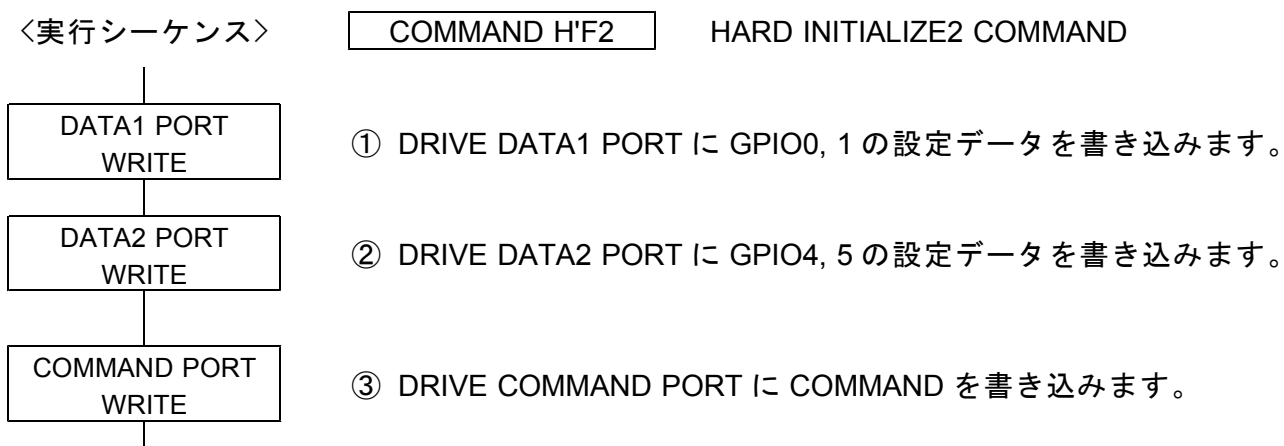 〈実行シーケンス〉 COMMAND H'F2 HARD INITIALIZE2 COMMAND
DATA1 PORT
WRITE
① DRIVE DATA1 PORT に GPIO0, 1 の設定データを書き込みます。
DATA2 PORT
WRITE
② DRIVE DATA2 PORT に GPIO4, 5 の設定データを書き込みます。
COMMAND PORT
WRITE
③ DRIVE COMMAND PORT に COMMAND を書き込みます。